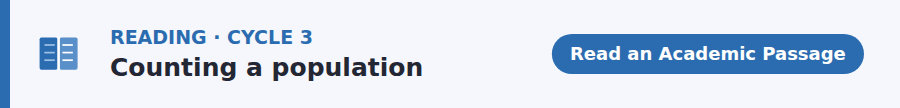 READING · CYCLE 3
Counting a population
Read an Academic Passage